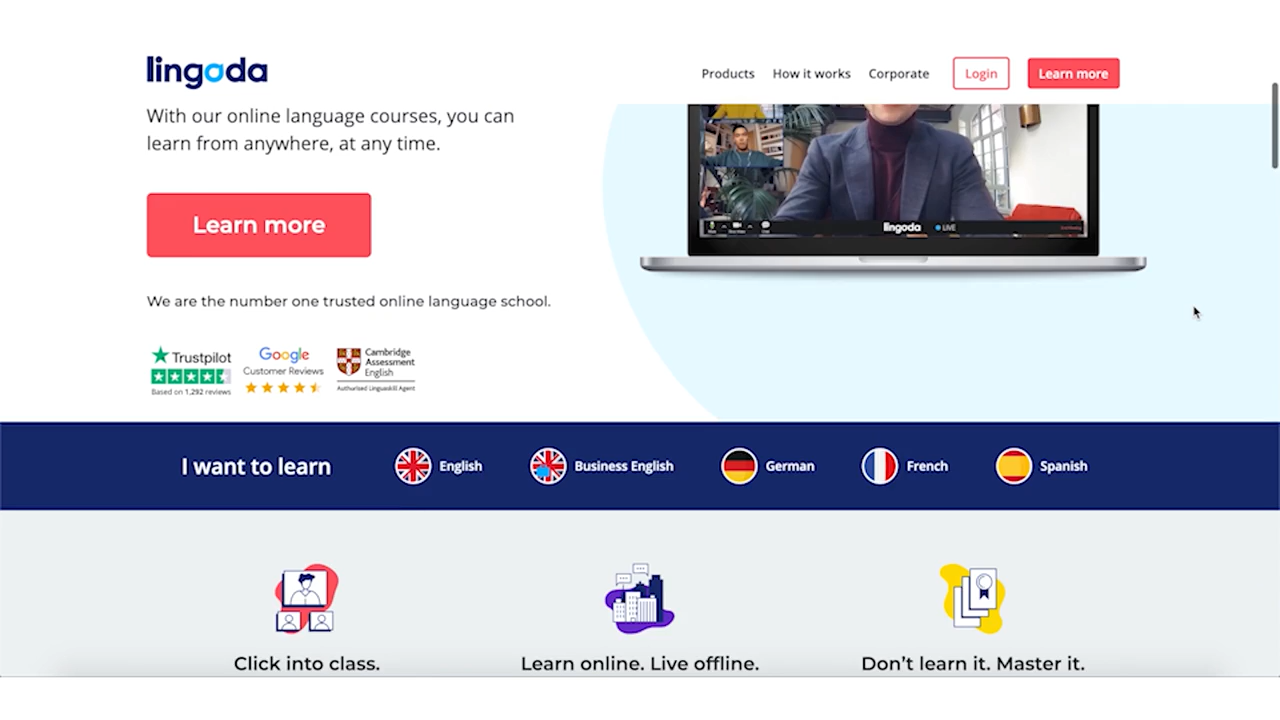 lingoda
Products
How it works
Corporate
Login
Learn more
With our online language courses, you can
learn from anywhere, at any time.
Learn more
lingoda
LIVE
We are the number one trusted online language school.
Trustpilot
Based on 1,292 reviews
Google
Customer Reviews
Cambridge
Assessment
English
Authorised Linguaskill Agent
I want to learn
English
Business English
German
French
Spanish
Click into class.
Learn online. Live offline.
Don’t learn it. Master it.